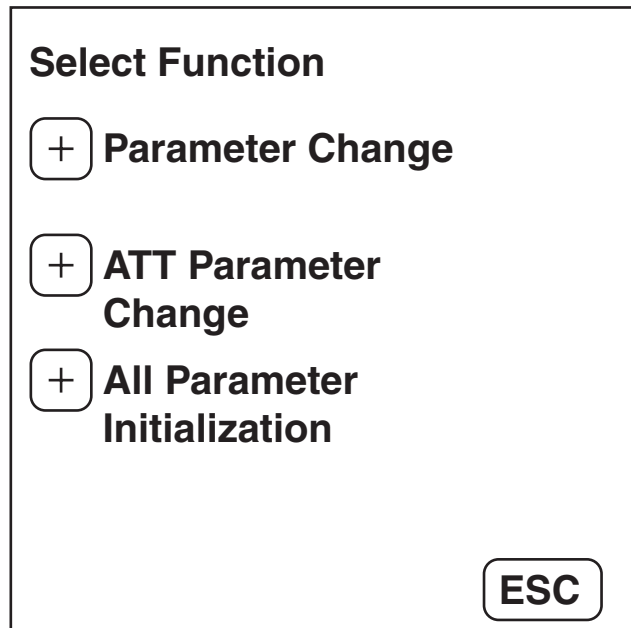 Select Function
+ Parameter Change
+ ATT Parameter
Change
+ All Parameter
Initialization
ESC